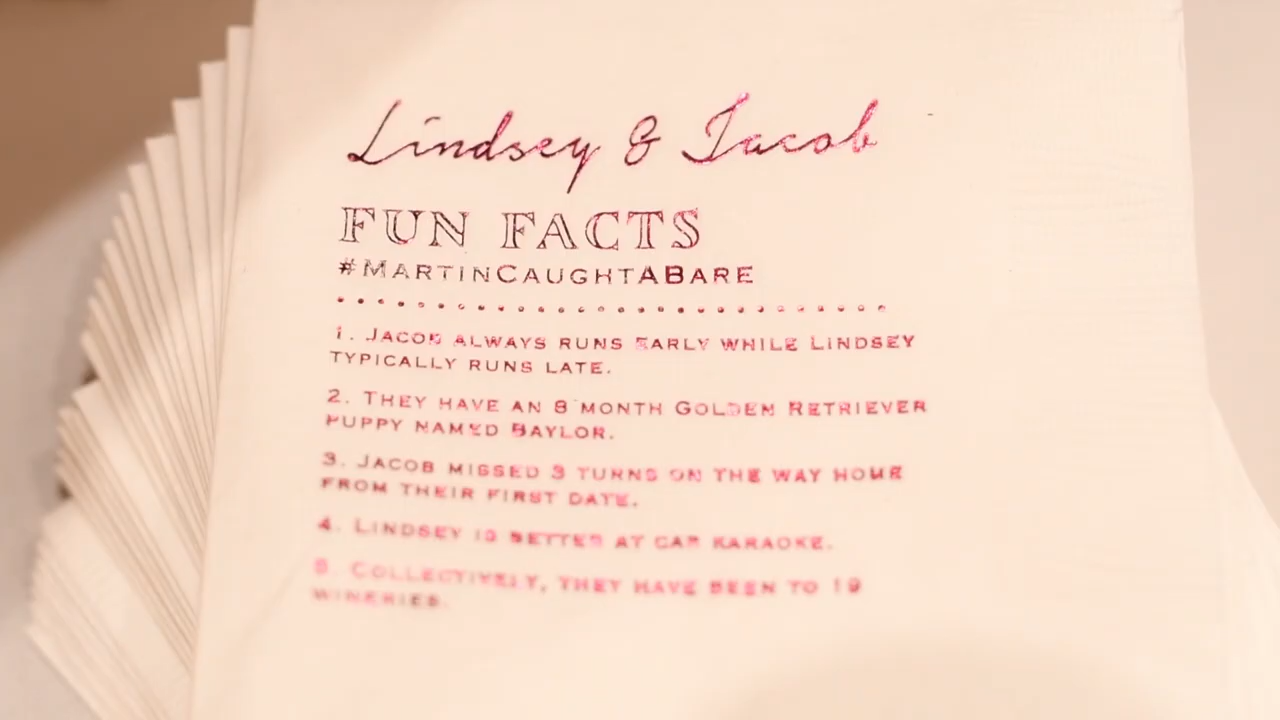 Lindsey & Jacob
FUN FACTS
#MARTINCAUGHTABARE
1. JACOB ALWAYS RUNS EARLY WHILE LINDSEY
TYPICALLY RUNS LATE.
2. THEY HAVE AN 8 MONTH GOLDEN RETRIEVER
PUPPY NAMED BAYLOR.
3. JACOB MISSED 3 TURNS ON THE WAY HOME
FROM THEIR FIRST DATE.
4. LINDSEY IS BETTER AT CAR KARAOKE.
5. COLLECTIVELY, THEY HAVE BEEN TO 19
WINERIES.